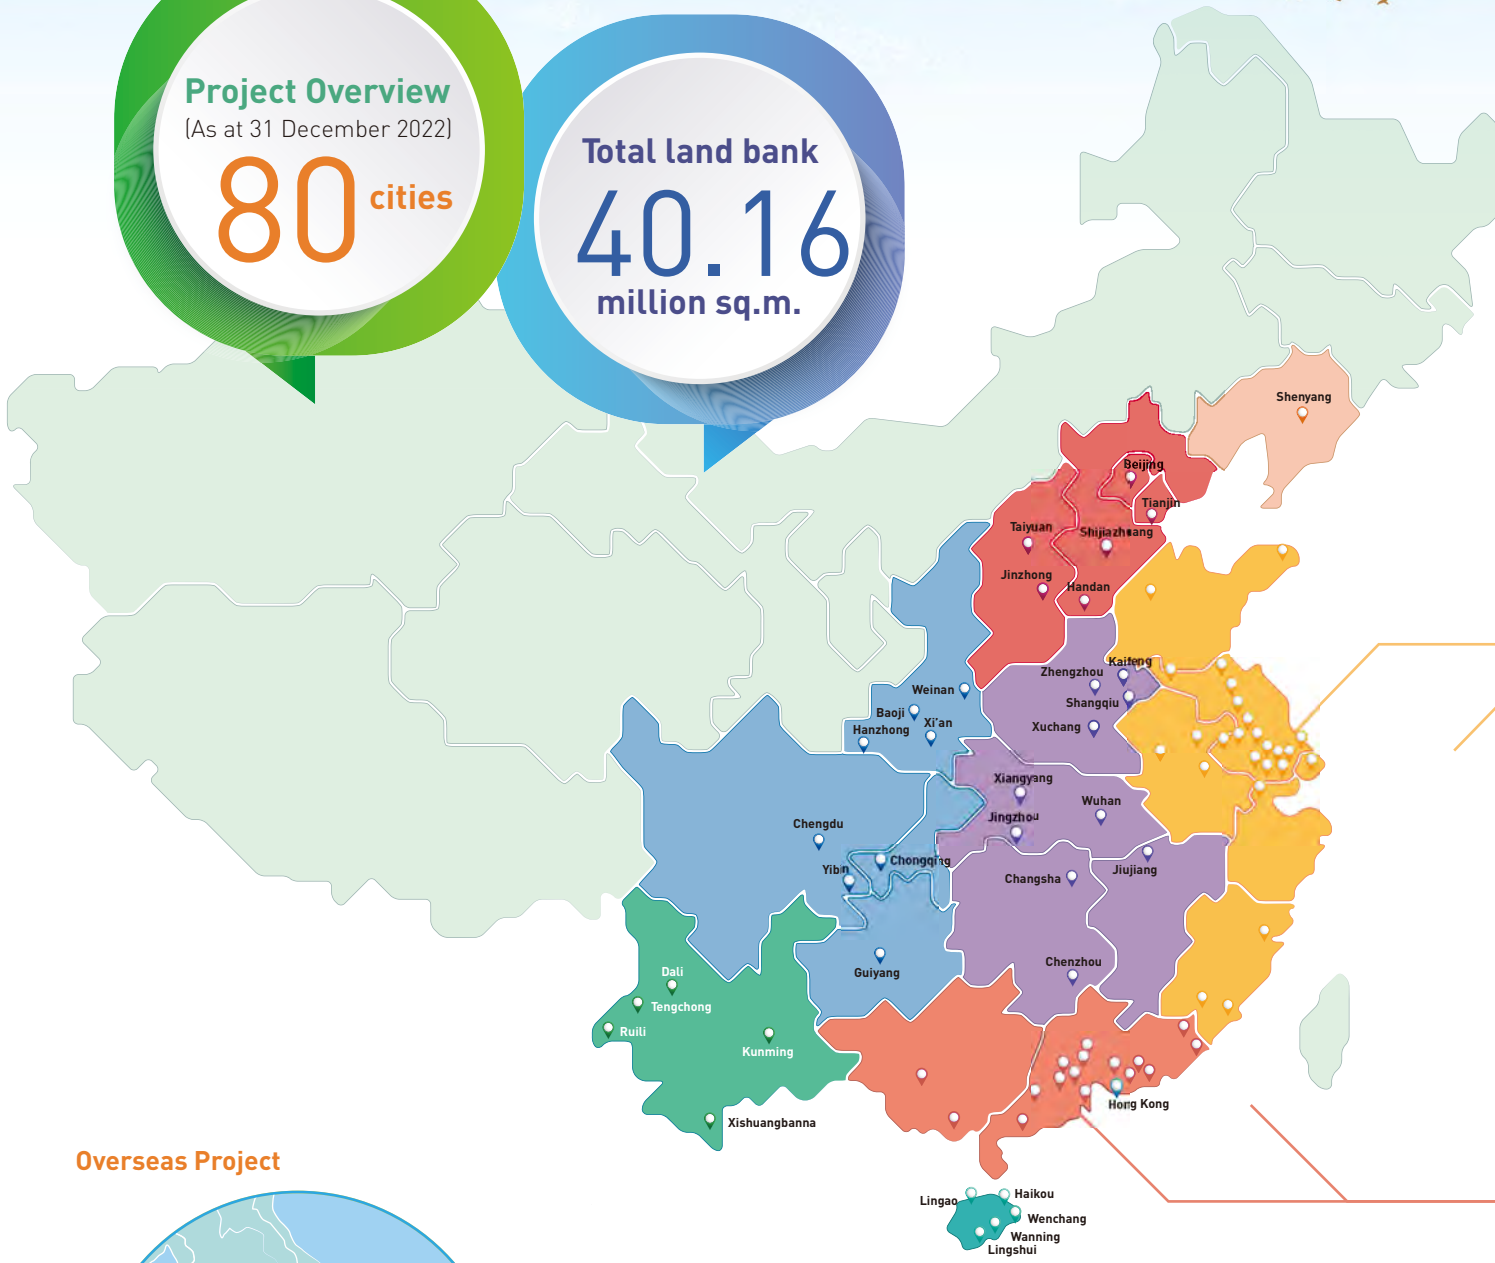 Project Overview
(As at 31 December 2022)
80 cities
Total land bank
40.16
million sq.m.
Shenyang
Beijing
Tianjin
Taiyuan
Shijiazhuang
Jinzhong
Handan
Kaifeng
Zhengzhou
Weinan
Shangqiu
Baoji
Xi'an
Hanzhong
Xuchang
Xiangyang
Wuhan
Jingzhou
Chengdu
Chongqing
Yibin
Jiujiang
Changsha
Chenzhou
Guiyang
Dali
Tengchong
Ruili
Kunming
Hong Kong
Xishuangbanna
Lingao
Haikou
Wenchang
Wanning
Lingshui
Overseas Project